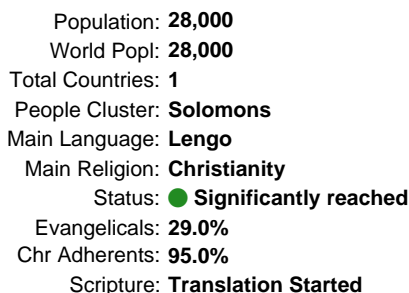 Population: 28,000
World Popl: 28,000
Total Countries: 1
People Cluster: Solomons
Main Language: Lengo
Main Religion: Christianity
Status: Significantly reached
Evangelicals: 29.0%
Chr Adherents: 95.0%
Scripture: Translation Started